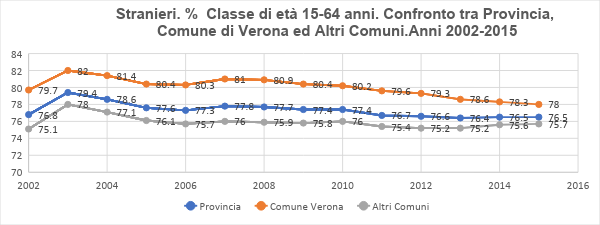 Stranieri. % Classe di età 15-64 anni. Confronto tra Provincia,
Comune di Verona ed Altri Comuni.Anni 2002-2015
84
82
80
78
76
74
72
70
79.7 82 81.4 80.4 80.3 81 80.9 80.4 80.2 79.6 79.3 78.6 78.3 78
76.8 79.4 78.6 77.6 77.3 77.8 77.7 77.4 77.4 76.7 76.6 76.4 76.5 76.5
75.1 78 77.1 76.1 75.7 76 75.9 75.8 76 75.4 75.2 75.2 75.6 75.7
2002 2004 2006 2008 2010 2012 2014 2016
Provincia Comune Verona Altri Comuni